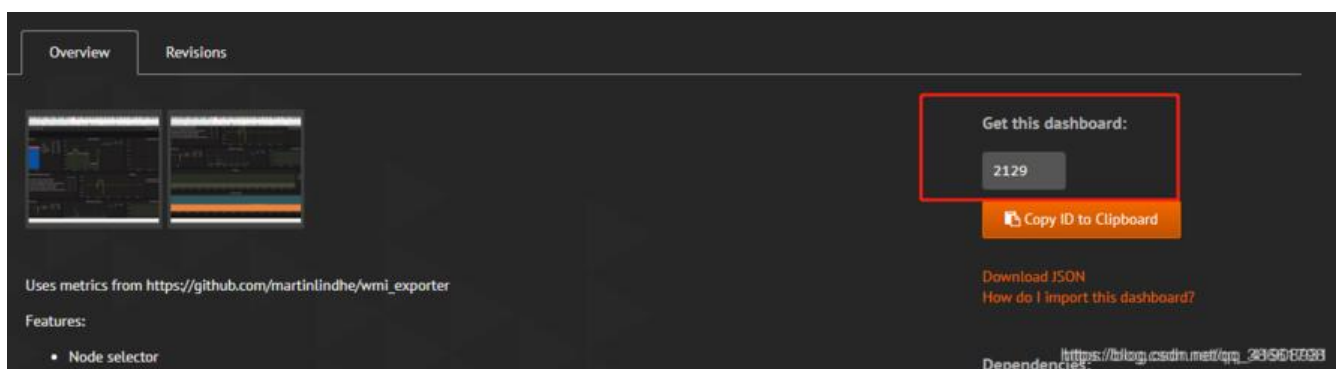 Overview
Revisions
Get this dashboard:
2129
Copy ID to Clipboard
Download JSON
How do I import this dashboard?
Uses metrics from https://github.com/martinlindhe/wmi_exporter
Features:
• Node selector
Dependencies: